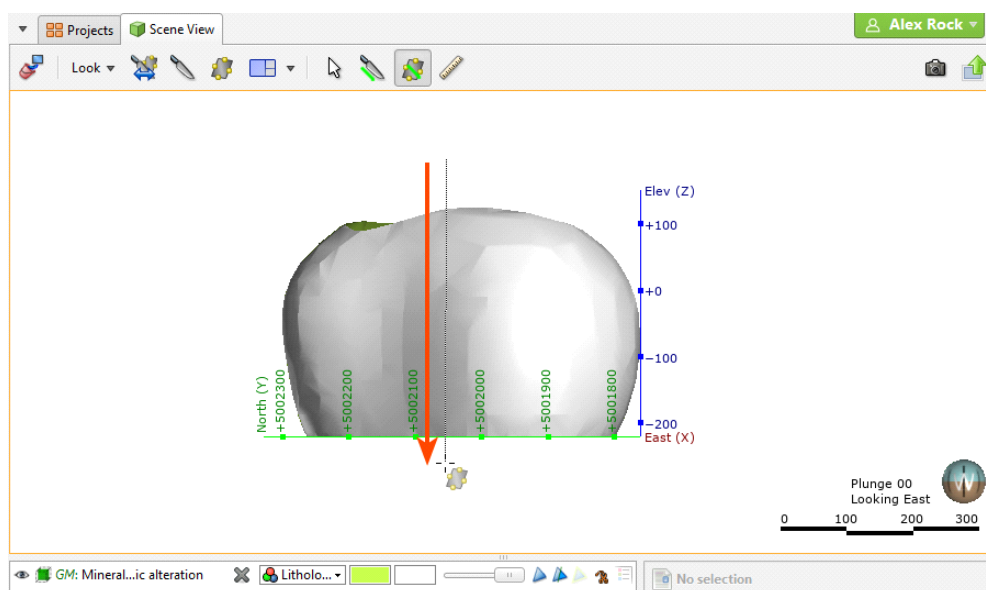 Projects
Scene View
Alex Rock
Look
Elev (Z)
+100
+0
−100
−200
East (X)
North (Y)
+5002300
+5002200
+5002100
+5002000
+5001900
+5001800
Plunge 00
Looking East
0 100 200 300
GM: Mineral...ic alteration
Litholo...
No selection